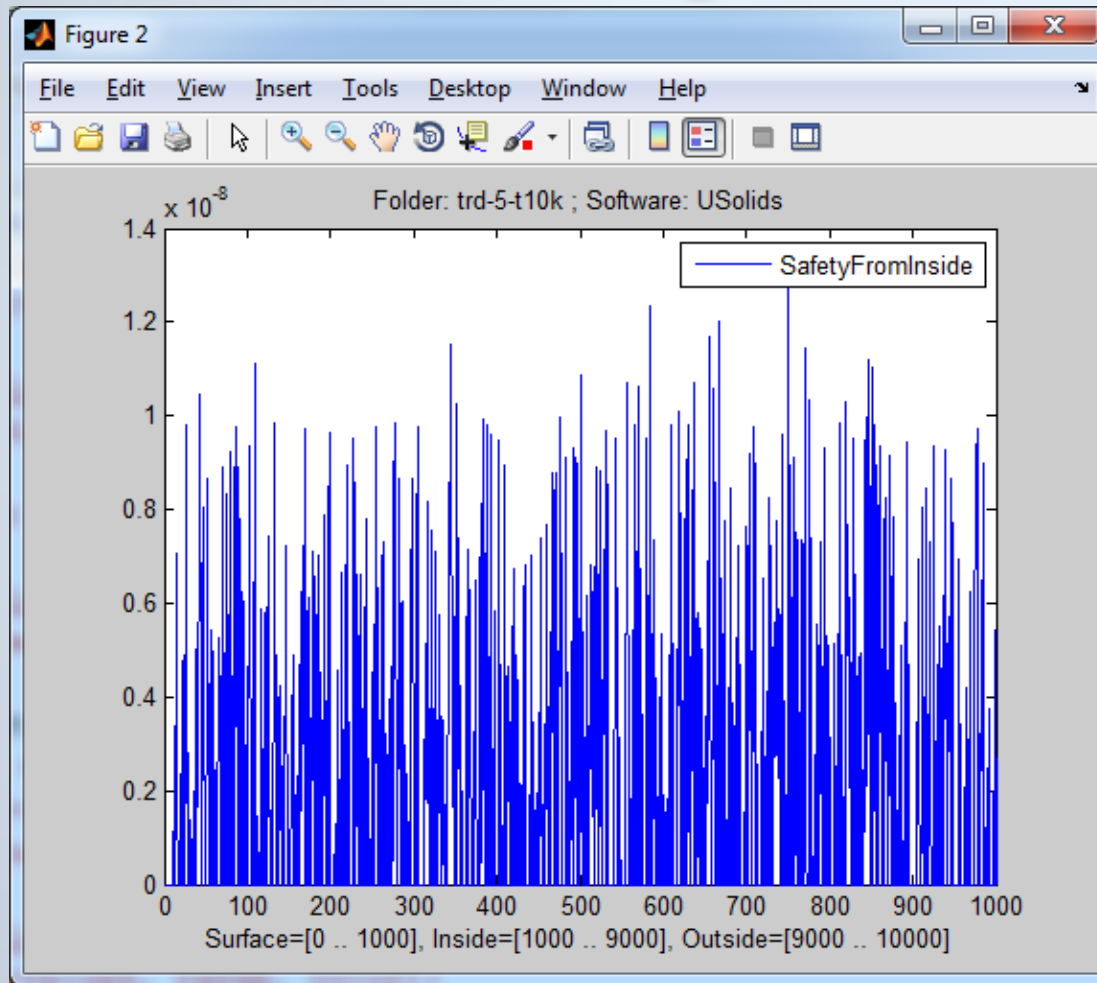 Figure 2
File Edit View Insert Tools Desktop Window Help
Folder: trd-5-t10k ; Software: USolids
x 10^-8
SafetyFromInside
1.4
1.2
1
0.8
0.6
0.4
0.2
0
0 100 200 300 400 500 600 700 800 900 1000
Surface=[0 .. 1000], Inside=[1000 .. 9000], Outside=[9000 .. 10000]